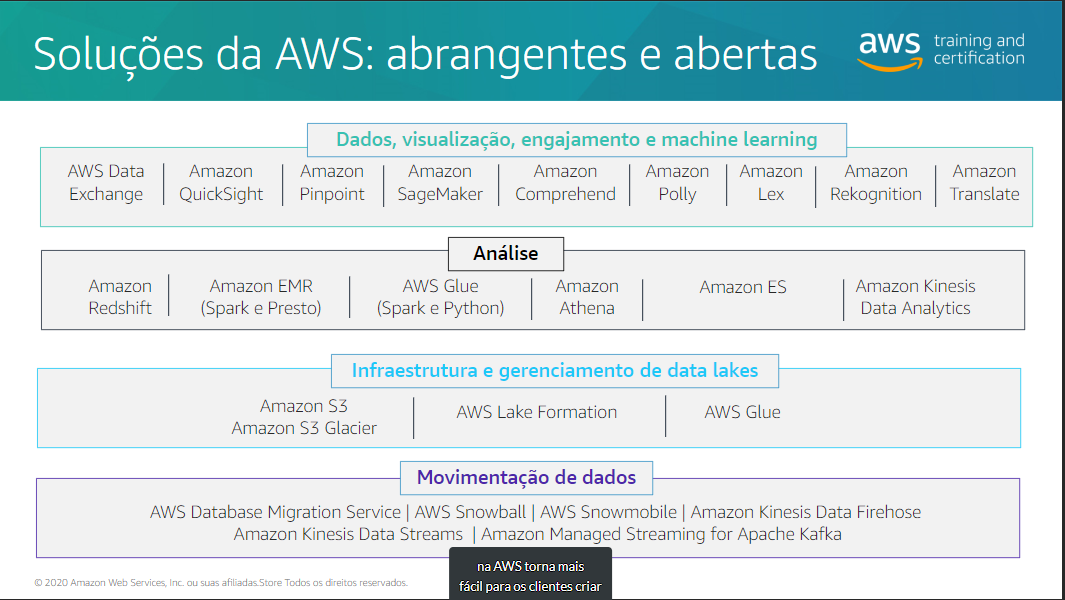 Soluções da AWS: abrangentes e abertas
aws training and
certification
Dados, visualização, engajamento e machine learning
AWS Data
Exchange
Amazon
QuickSight
Amazon
Pinpoint
Amazon
SageMaker
Amazon
Comprehend
Amazon
Polly
Amazon
Lex
Amazon
Rekognition
Amazon
Translate
Análise
Amazon
Redshift
Amazon EMR
(Spark e Presto)
AWS Glue
(Spark e Python)
Amazon
Athena
Amazon ES
Amazon Kinesis
Data Analytics
Infraestrutura e gerenciamento de data lakes
Amazon S3
Amazon S3 Glacier
AWS Lake Formation
AWS Glue
Movimentação de dados
AWS Database Migration Service | AWS Snowball | AWS Snowmobile | Amazon Kinesis Data Firehose
Amazon Kinesis Data Streams | Amazon Managed Streaming for Apache Kafka
na AWS torna mais
fácil para os clientes criar
© 2020 Amazon Web Services, Inc. ou suas afiliadas.Store Todos os direitos reservados.